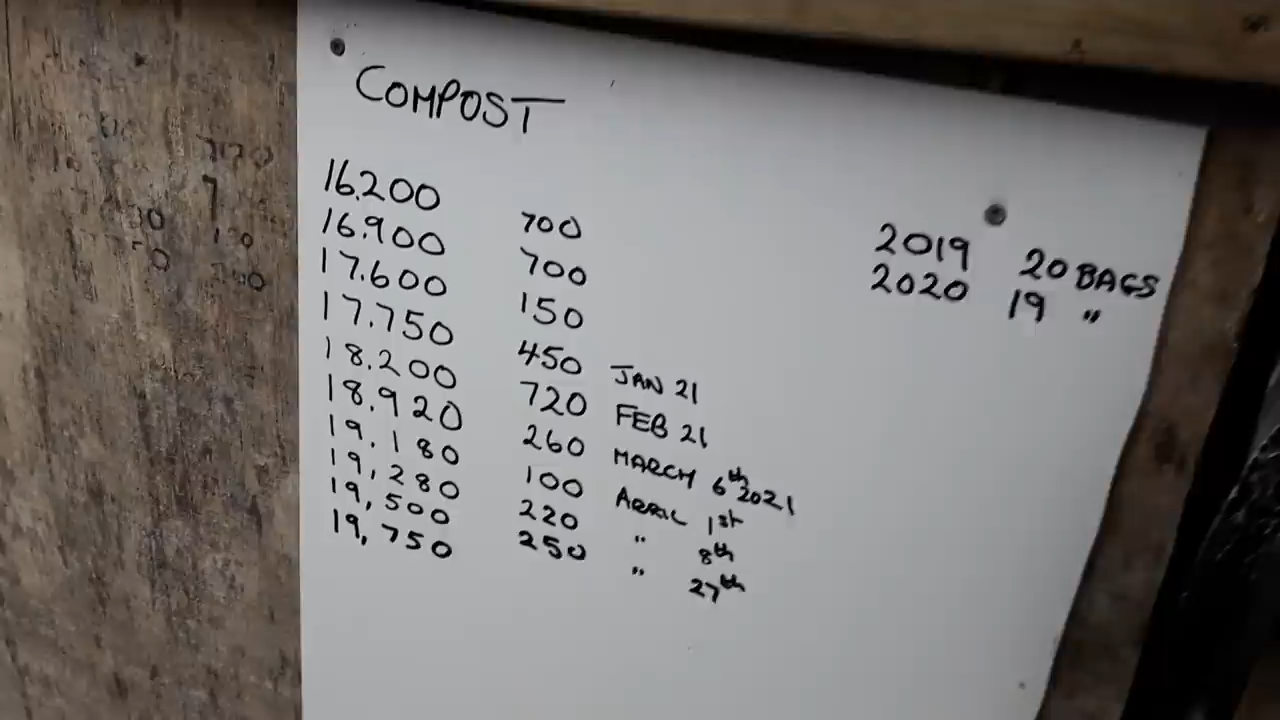 COMPOST
16.200
16.900 700
17.600 700
17.750 150
18.200 450 JAN 21
18.920 720 FEB 21
19.180 260 MARCH 6th 2021
19,280 100 APRIL 1st
19,500 220 " 8th
19,750 250 " 27th
2019 20 BAGS
2020 19 "